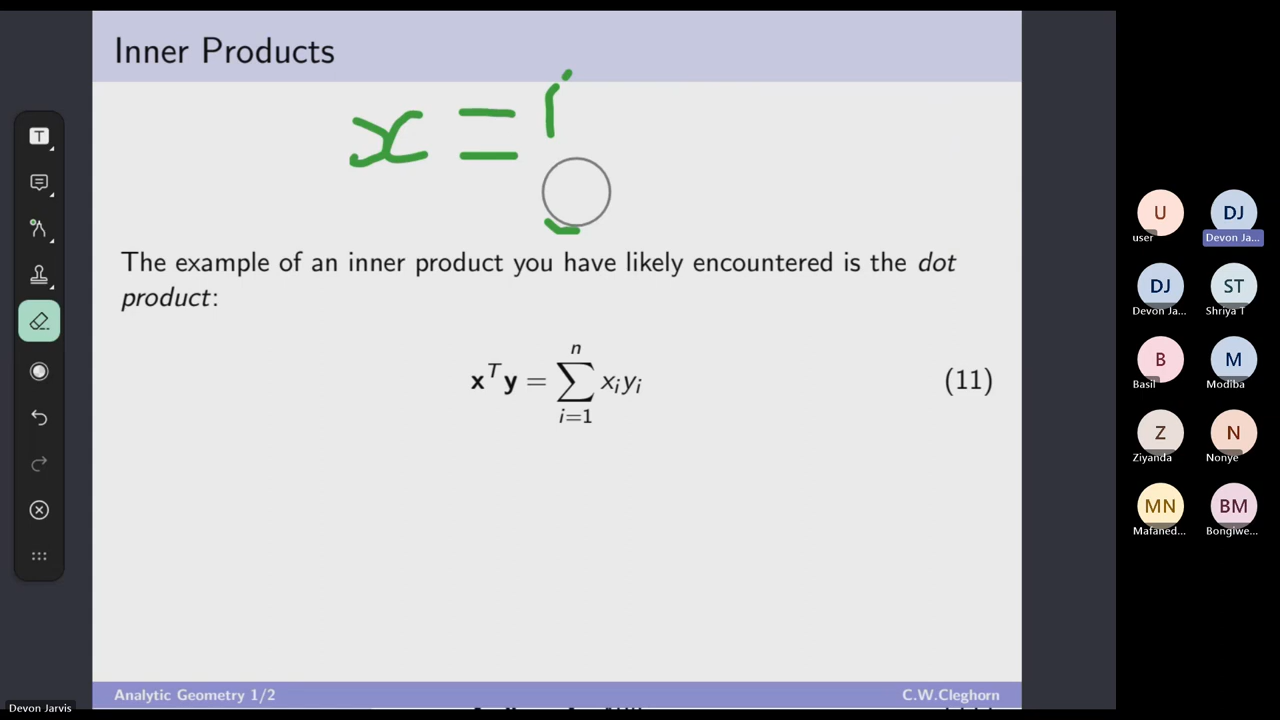 Inner Products
x =
The example of an inner product you have likely encountered is the dot
product:
n
x^T y = ∑ x_i y_i (11)
i=1
Analytic Geometry 1/2 C.W.Cleghorn
Devon Jarvis
T
U DJ
user Devon Ja...
DJ ST
Devon Ja... Shriya T
B M
Basil Modiba
Z N
Ziyanda Nonye
MN BM
Mafaned... Bongiwe...